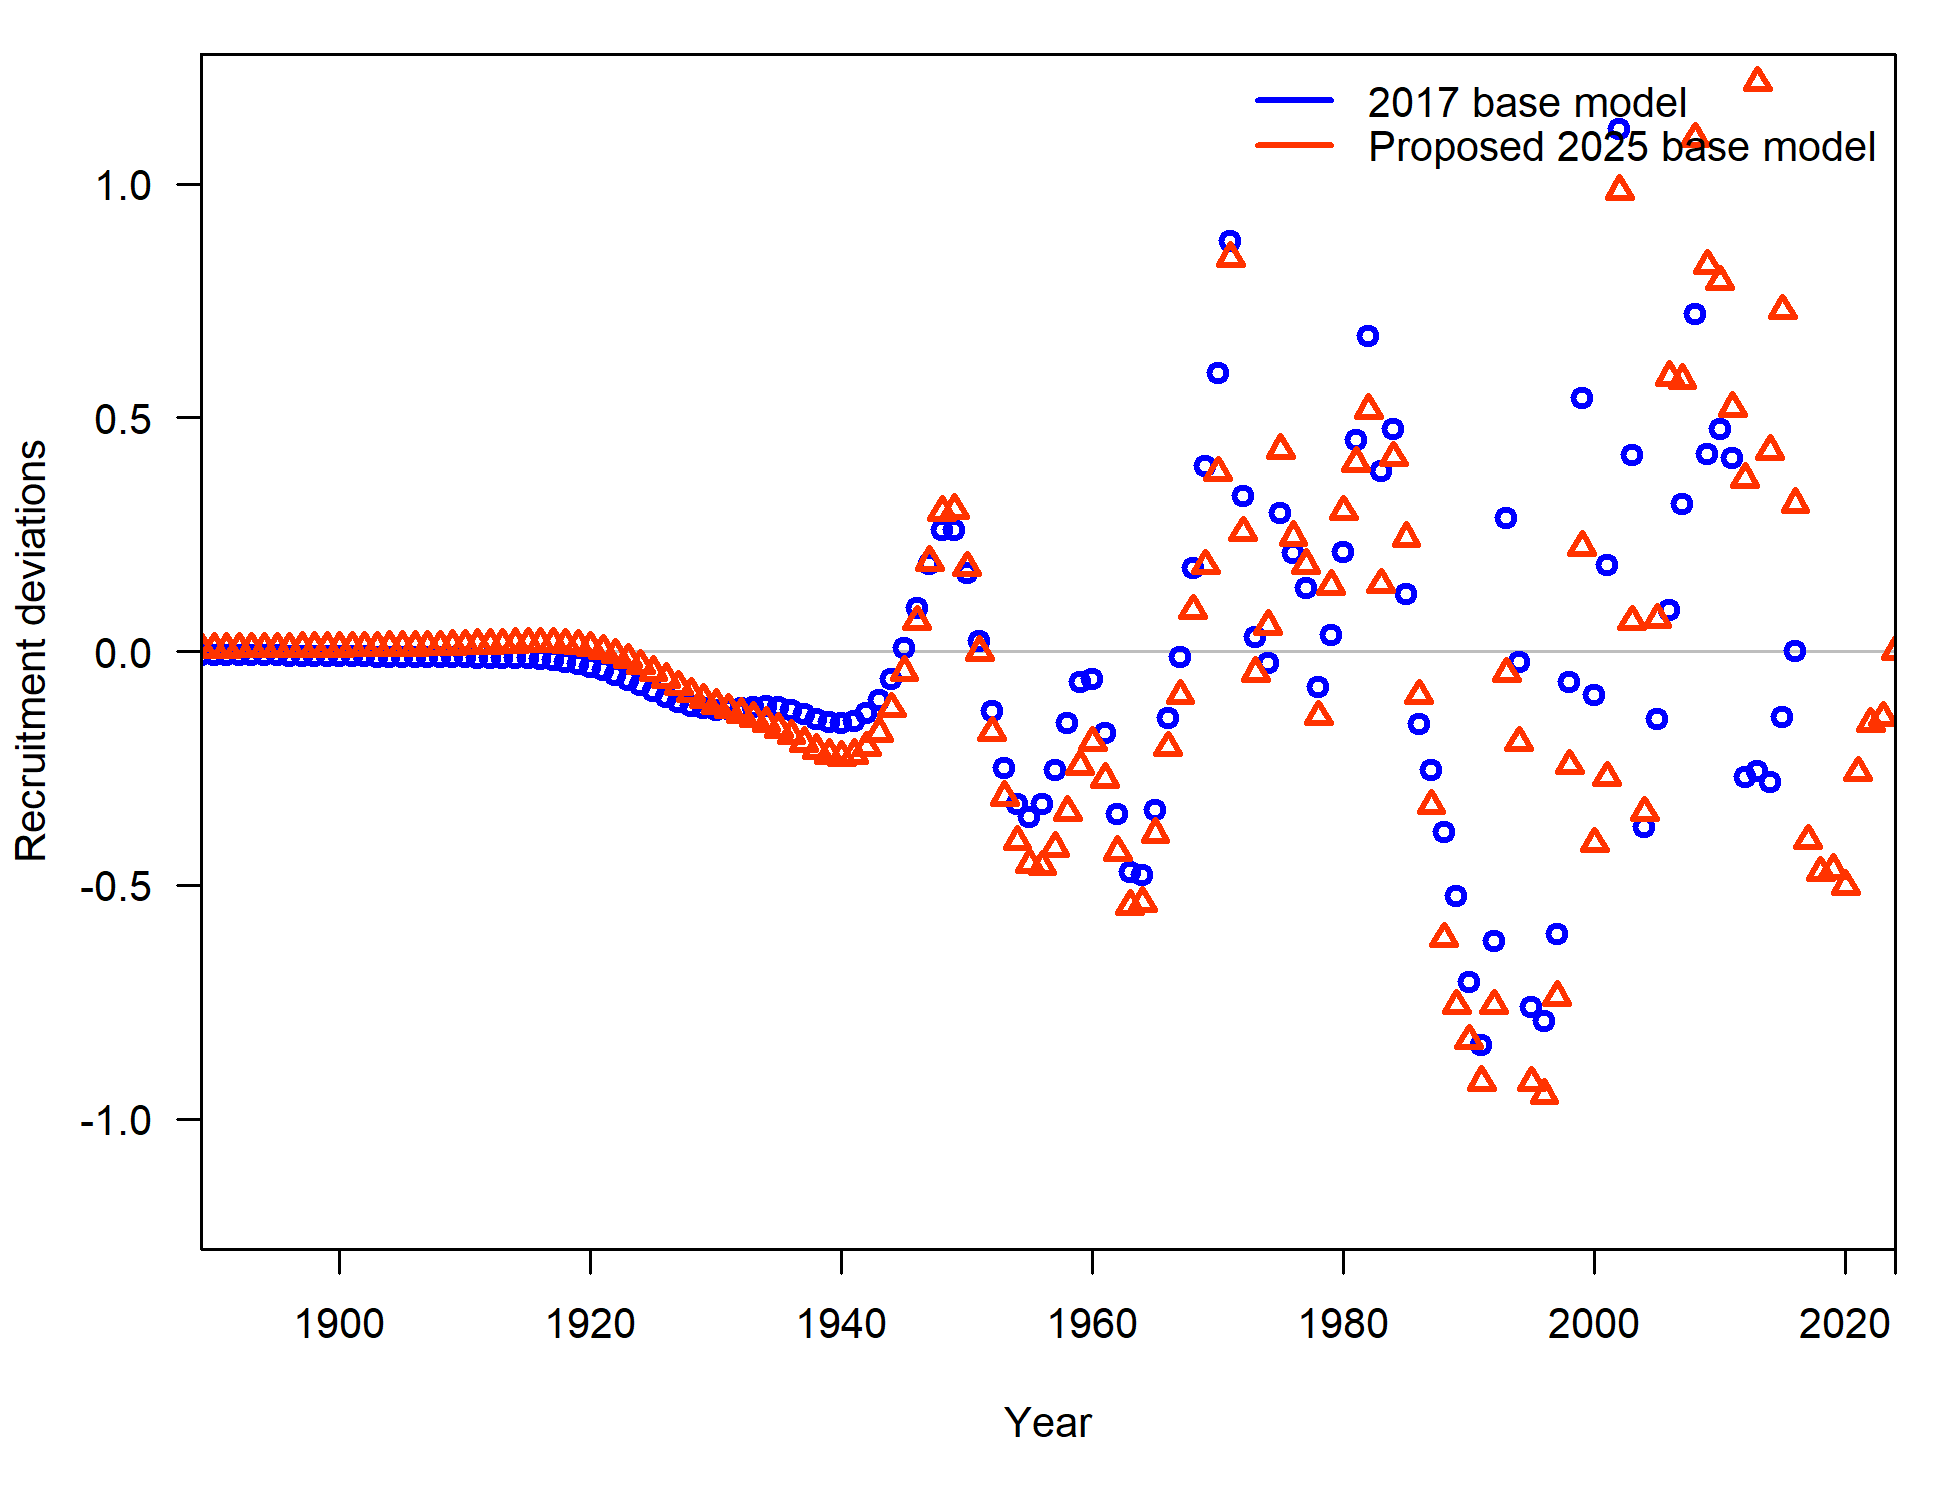 2017 base model
Proposed 2025 base model
1.0
0.5
0.0
-0.5
-1.0
Recruitment deviations
1900 1920 1940 1960 1980 2000 2020
Year